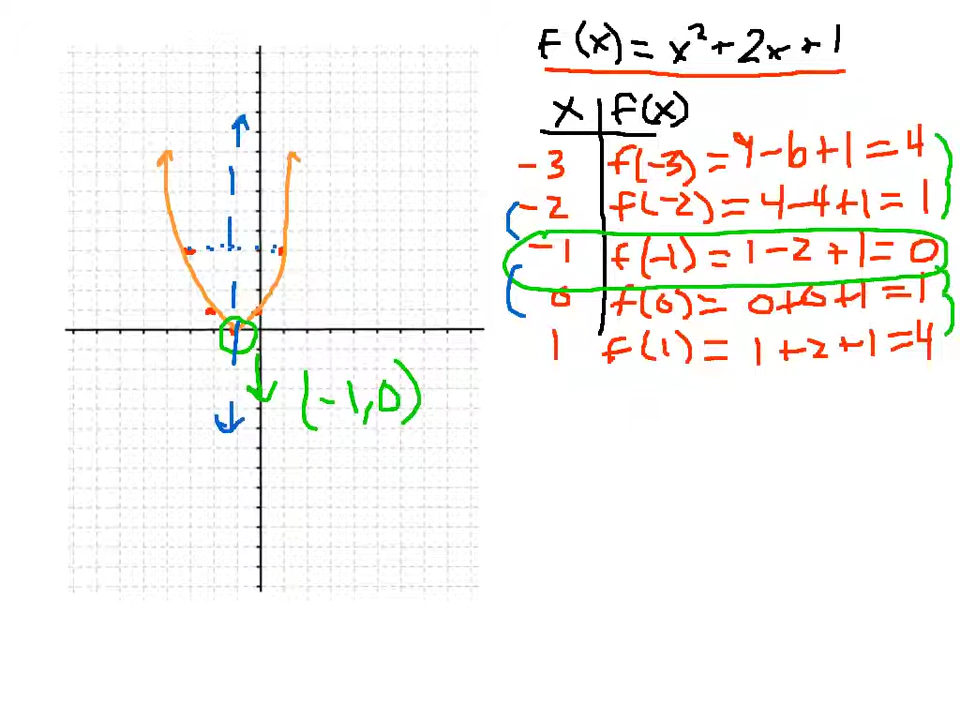 F(x) = x² + 2x + 1
x f(x)
-3 f(-3) = 9 - 6 + 1 = 4
-2 f(-2) = 4 - 4 + 1 = 1
-1 f(-1) = 1 - 2 + 1 = 0
0 f(0) = 0 + 0 + 1 = 1
1 f(1) = 1 + 2 + 1 = 4
(-1, 0)